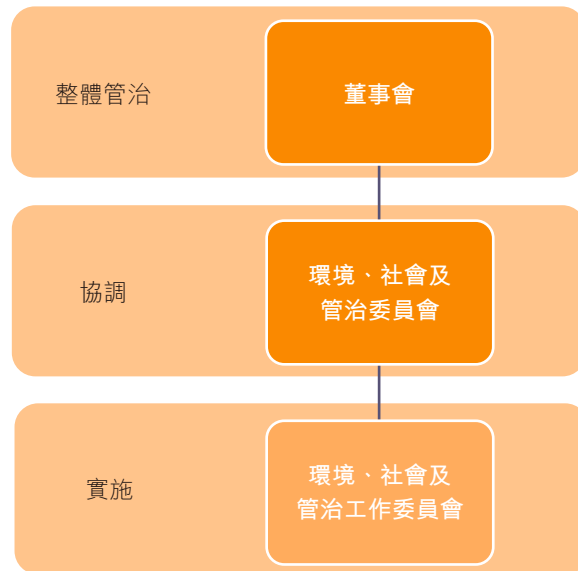 整體管治
董事會
協調
環境、社會及
管治委員會
實施
環境、社會及
管治工作委員會